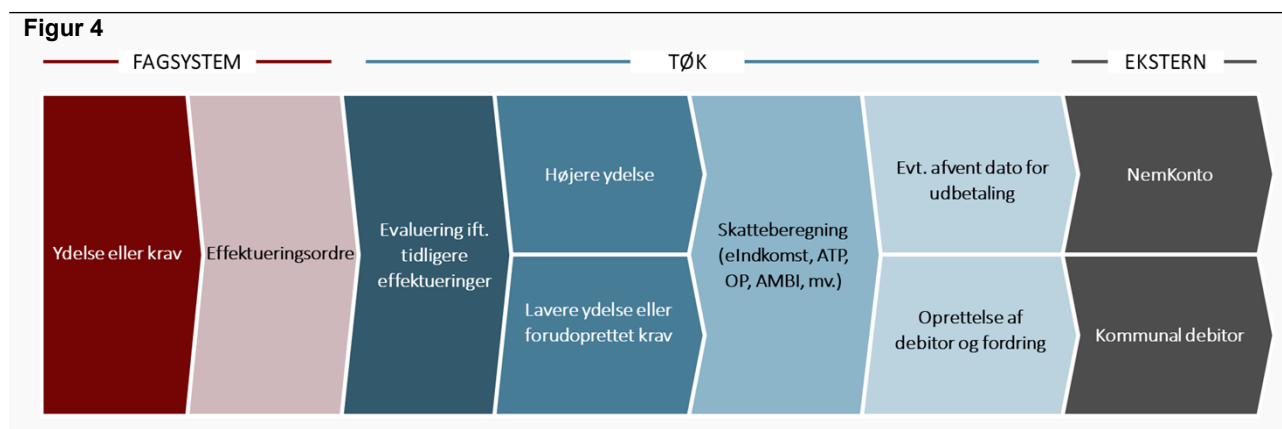 Figur 4
FAGSYSTEM
TØK
EKSTERN
Ydelse eller krav
Effektueringsordre
Evaluering ift.
tidligere
effektueringer
Højere ydelse
Lavere ydelse eller
forudoprettet krav
Skatteberegning
(eIndkomst, ATP,
OP, AMBI, mv.)
Evt. afvent dato for
udbetaling
Oprettelse af
debitor og fordring
NemKonto
Kommunal debitor